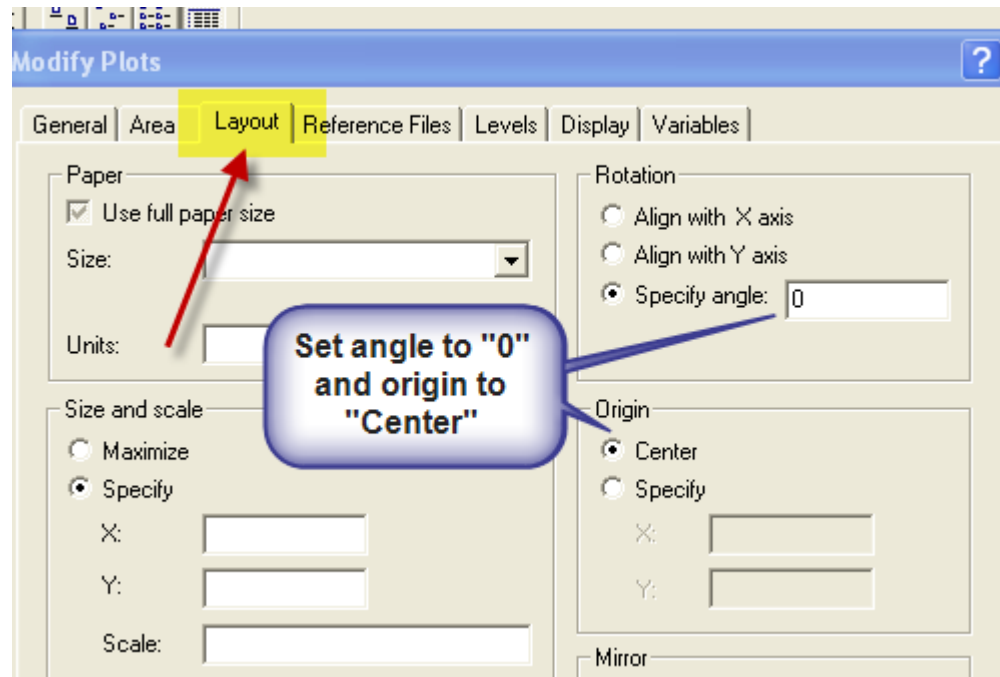 Modify Plots
?
General Area Layout Reference Files Levels Display Variables
Paper
Use full paper size
Size:
Units:
Rotation
Align with X axis
Align with Y axis
Specify angle: 0
Set angle to "0"
and origin to
"Center"
Size and scale
Maximize
Specify
X:
Y:
Scale:
Origin
Center
Specify
X:
Y:
Mirror